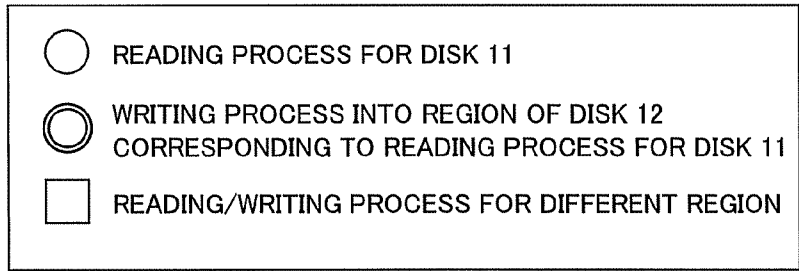 READING PROCESS FOR DISK 11
WRITING PROCESS INTO REGION OF DISK 12
CORRESPONDING TO READING PROCESS FOR DISK 11
READING/WRITING PROCESS FOR DIFFERENT REGION